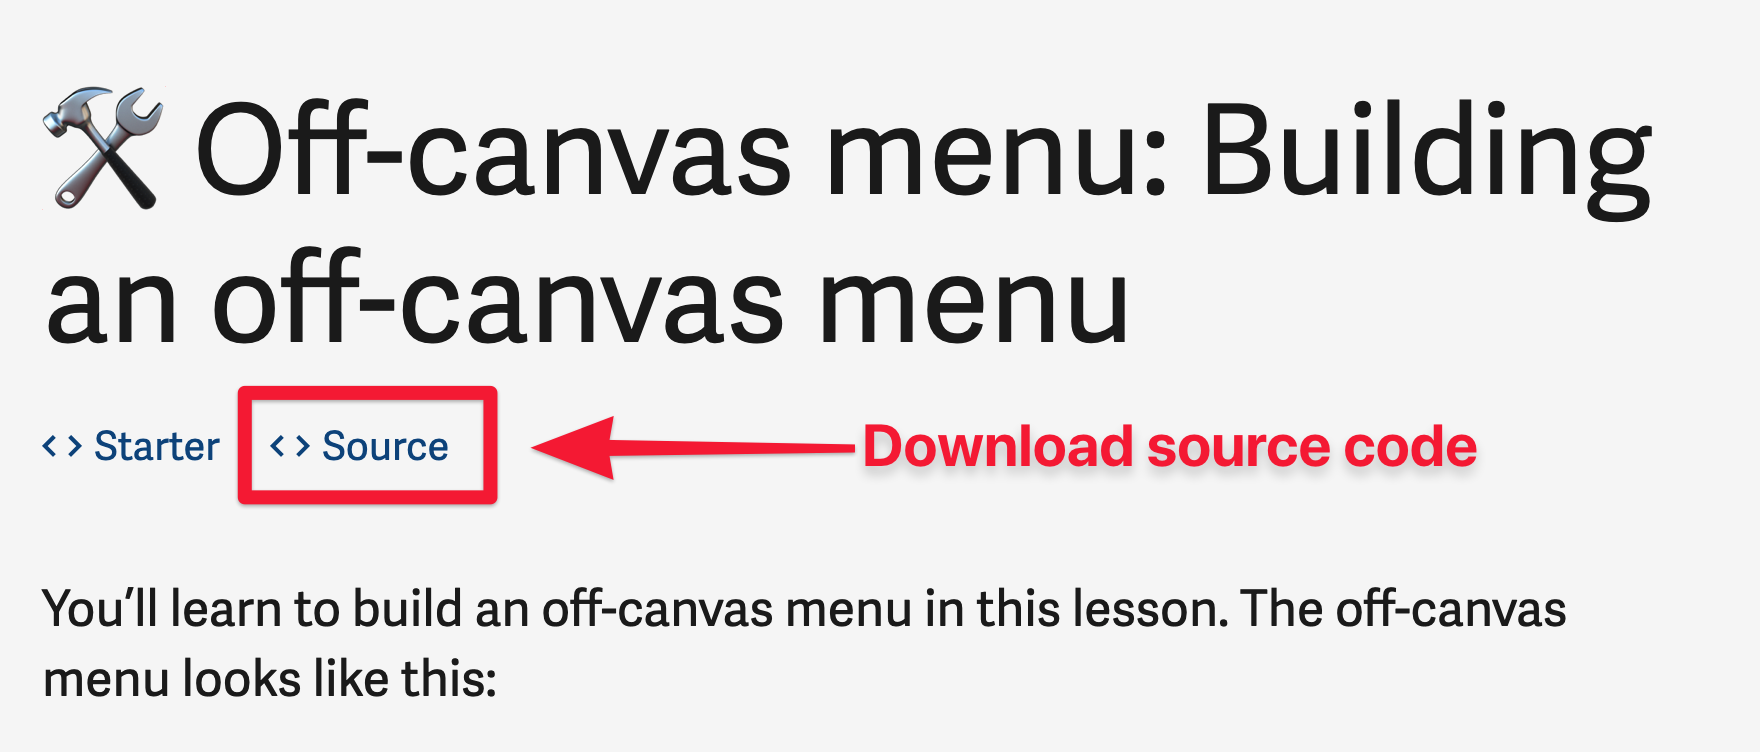 🛠 Off-canvas menu: Building
an off-canvas menu
<> Starter <> Source Download source code
You’ll learn to build an off-canvas menu in this lesson. The off-canvas
menu looks like this: